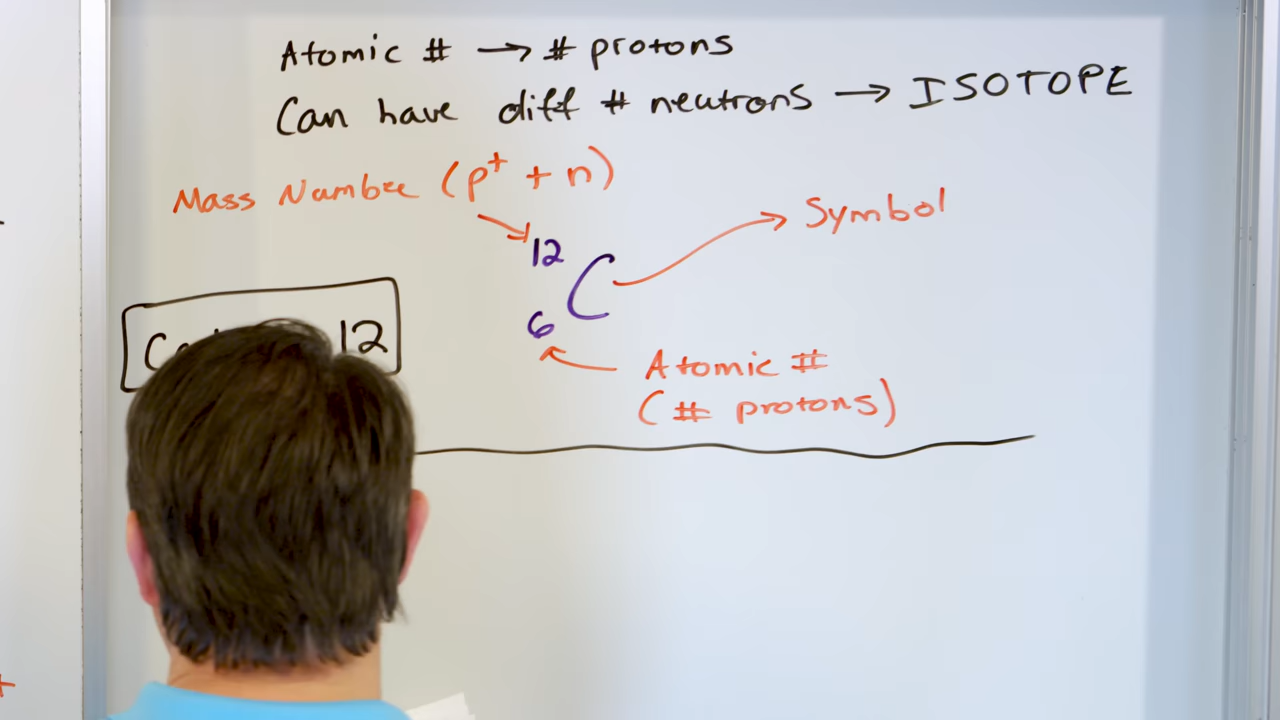 Atomic # → # protons
Can have diff # neutrons → ISOTOPE
Mass Number (p⁺ + n)
Symbol
12
C
6
12
Atomic #
(# protons)
+